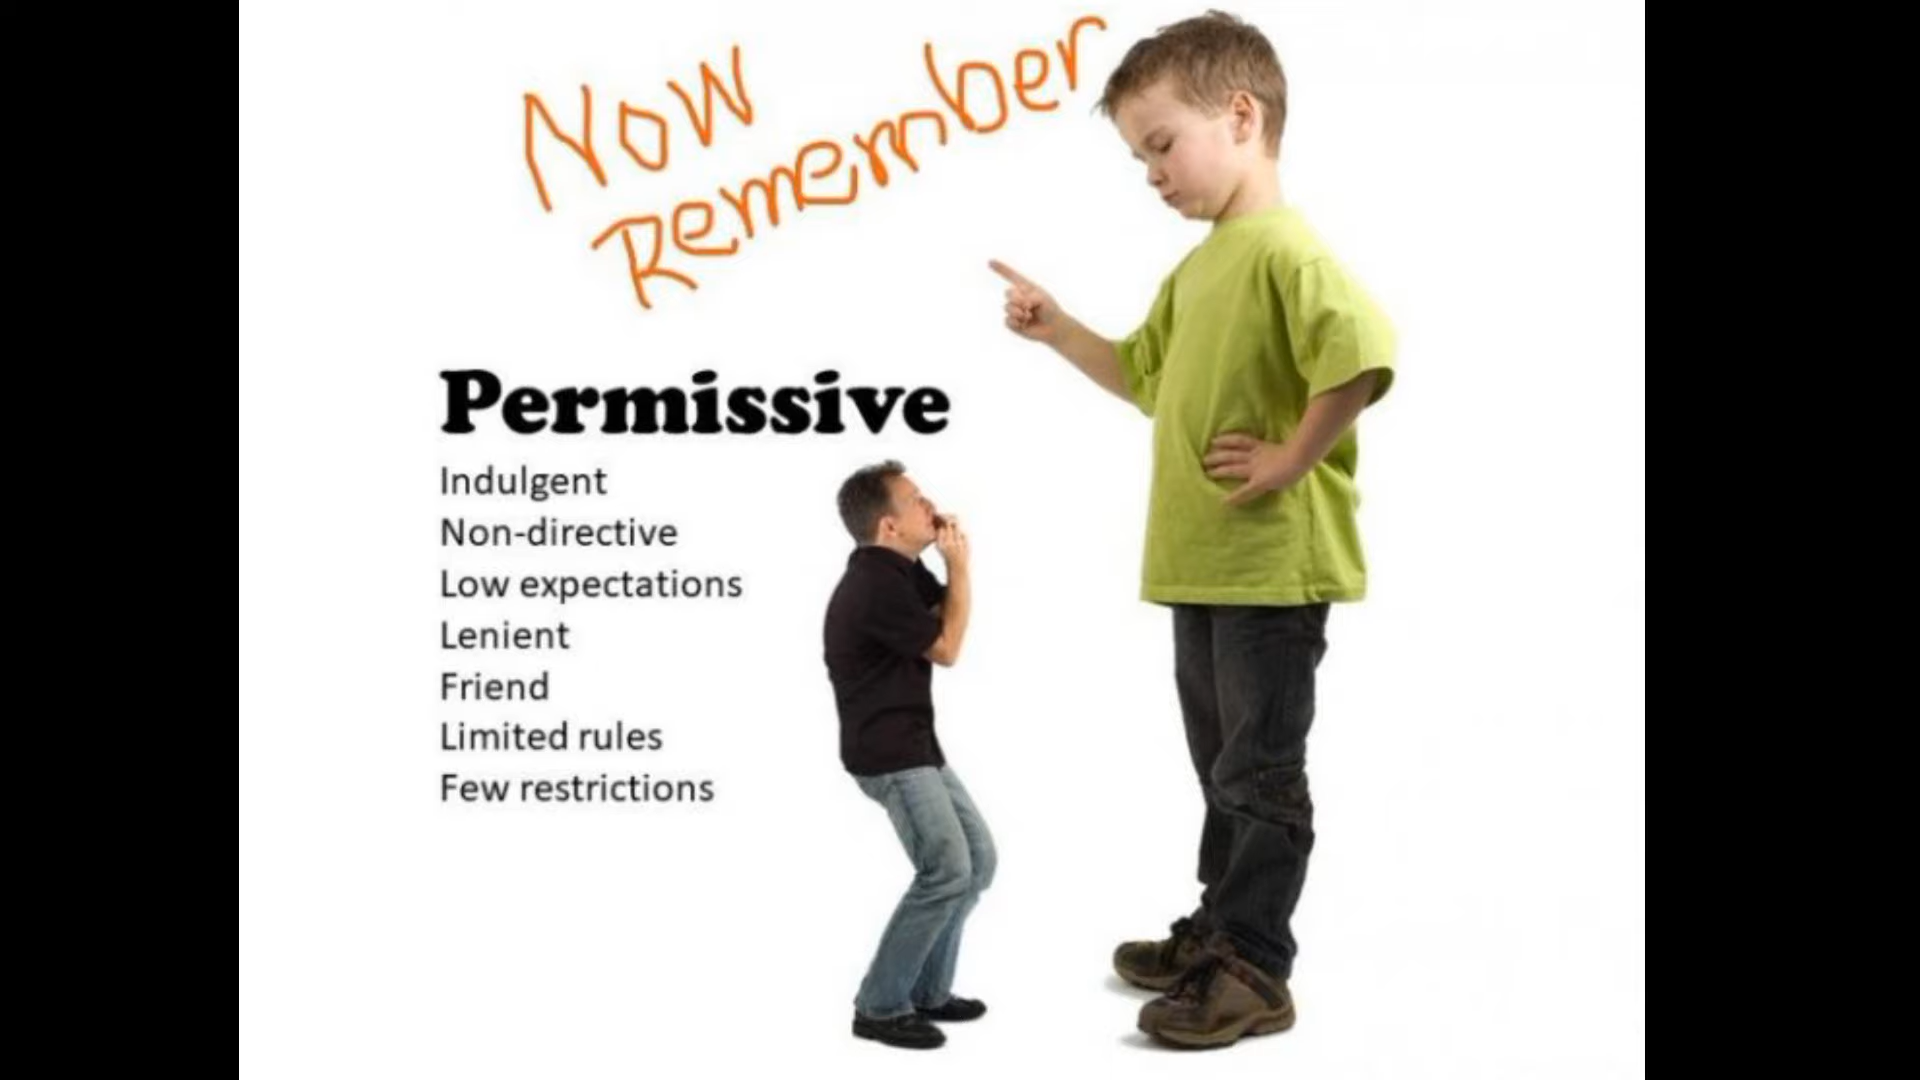 Now
Remember
Permissive
Indulgent
Non-directive
Low expectations
Lenient
Friend
Limited rules
Few restrictions